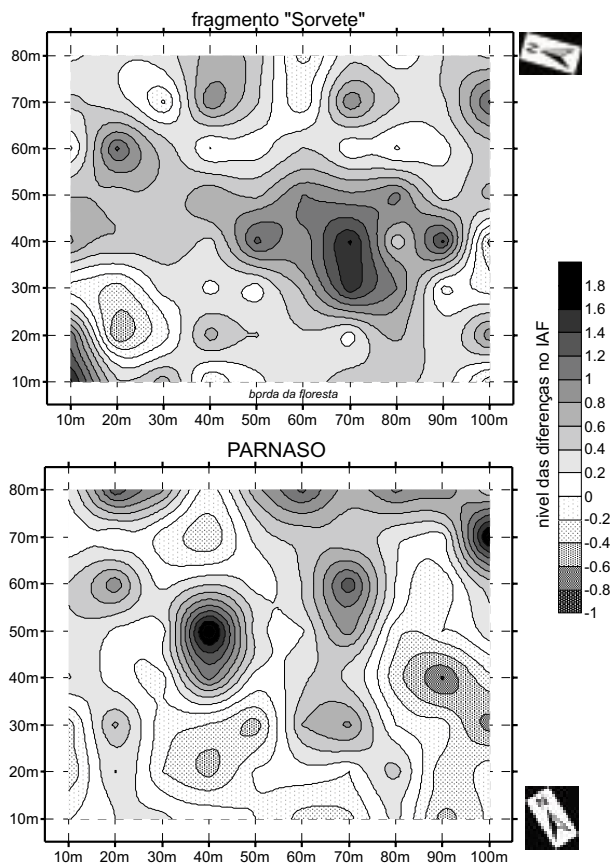 fragmento "Sorvete"
80m
70m
60m
50m
40m
30m
20m
10m
borda da floresta
10m 20m 30m 40m 50m 60m 70m 80m 90m 100m
N
nível das diferenças no IAF
1.8
1.6
1.4
1.2
1
0.8
0.6
0.4
0.2
0
-0.2
-0.4
-0.6
-0.8
-1
PARNASO
80m
70m
60m
50m
40m
30m
20m
10m
10m 20m 30m 40m 50m 60m 70m 80m 90m 100m
N